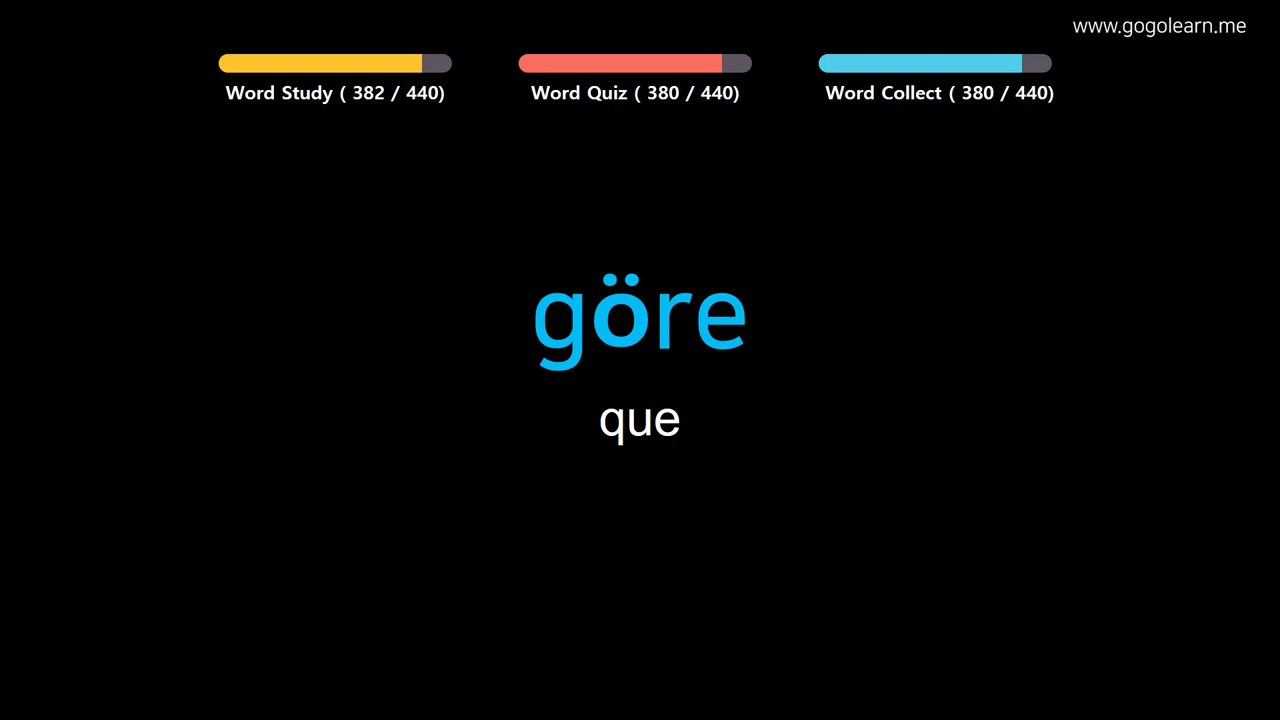 www.gogolearn.me
Word Study ( 382 / 440)
Word Quiz ( 380 / 440)
Word Collect ( 380 / 440)
göre
que